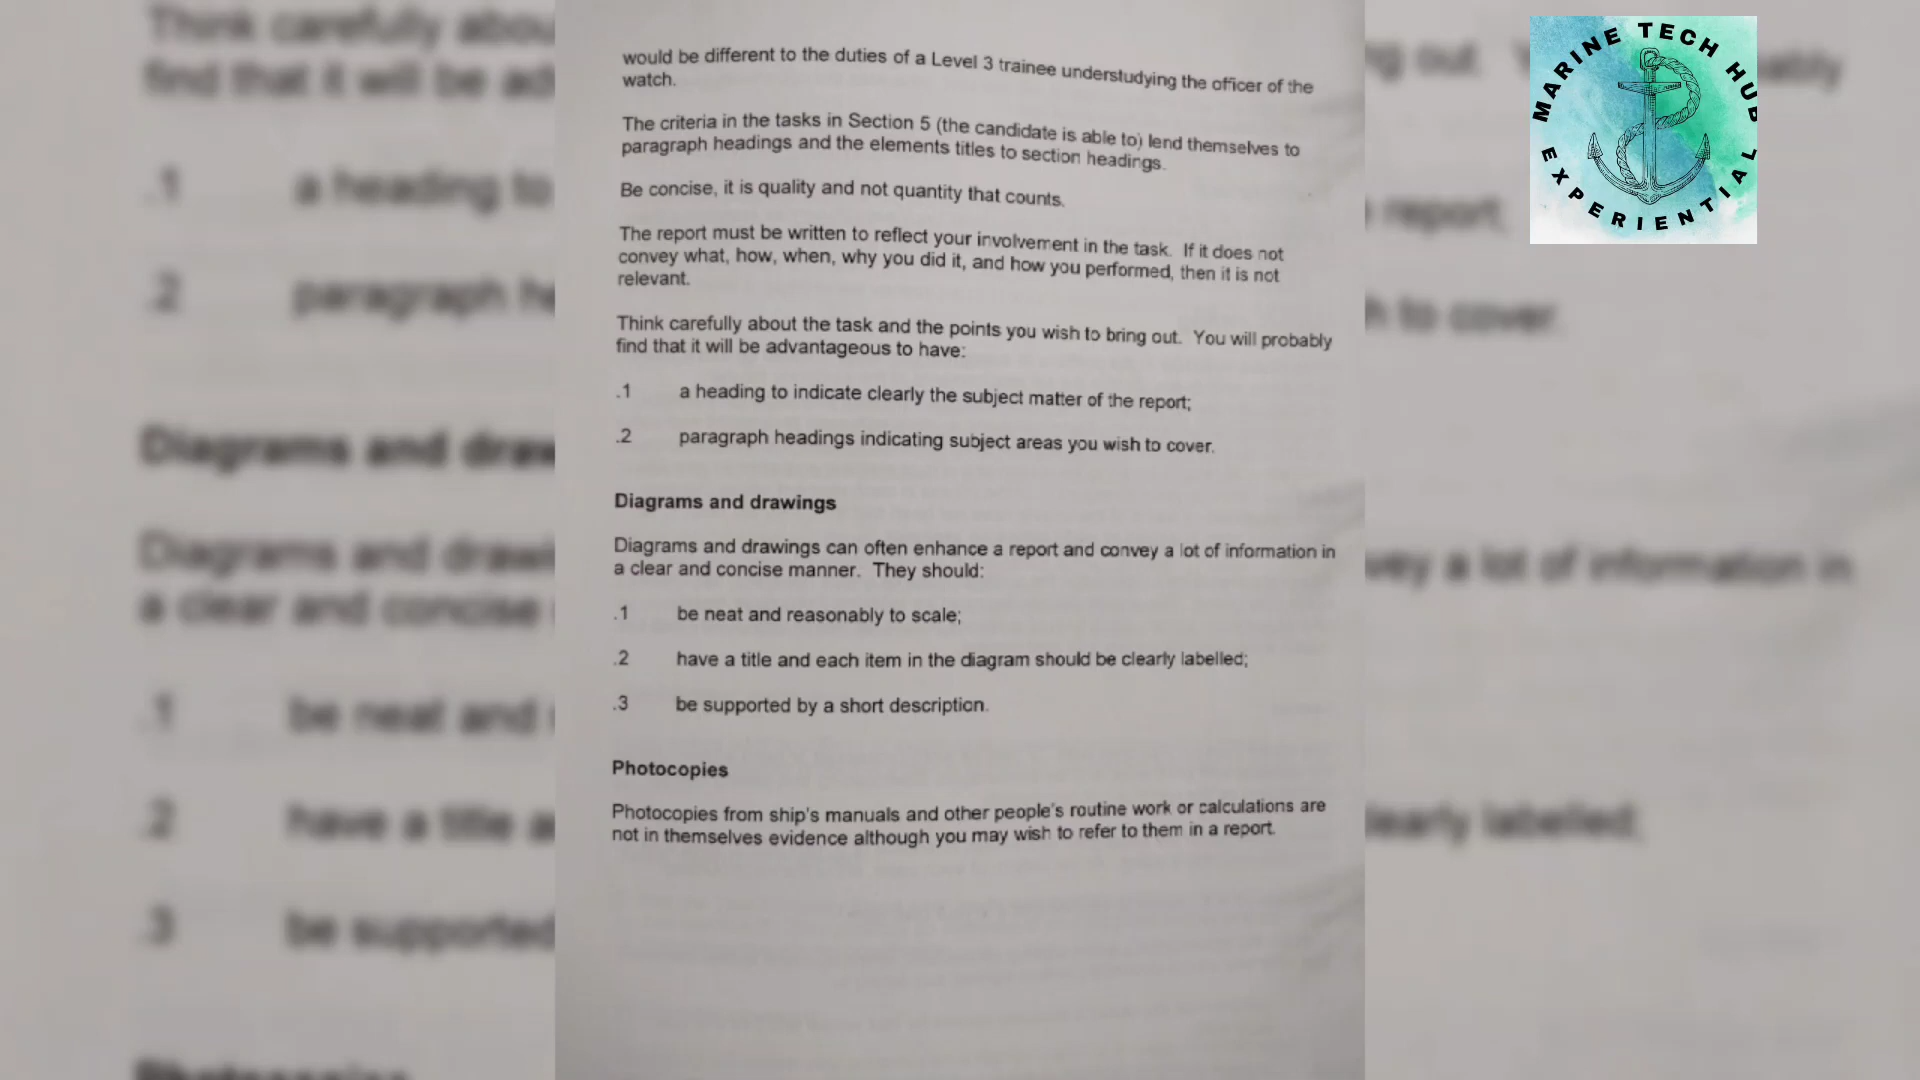 would be different to the duties of a Level 3 trainee understudying the officer of the
watch.
The criteria in the tasks in Section 5 (the candidate is able to) lend themselves to
paragraph headings and the elements titles to section headings.
Be concise, it is quality and not quantity that counts.
The report must be written to reflect your involvement in the task. If it does not
convey what, how, when, why you did it, and how you performed, then it is not
relevant.
Think carefully about the task and the points you wish to bring out. You will probably
find that it will be advantageous to have:
.1 a heading to indicate clearly the subject matter of the report;
.2 paragraph headings indicating subject areas you wish to cover.
Diagrams and drawings
Diagrams and drawings can often enhance a report and convey a lot of information in
a clear and concise manner. They should:
.1 be neat and reasonably to scale;
.2 have a title and each item in the diagram should be clearly labelled;
.3 be supported by a short description.
Photocopies
Photocopies from ship's manuals and other people's routine work or calculations are
not in themselves evidence although you may wish to refer to them in a report.
MARINE TECH HUB
EXPERIENTIAL